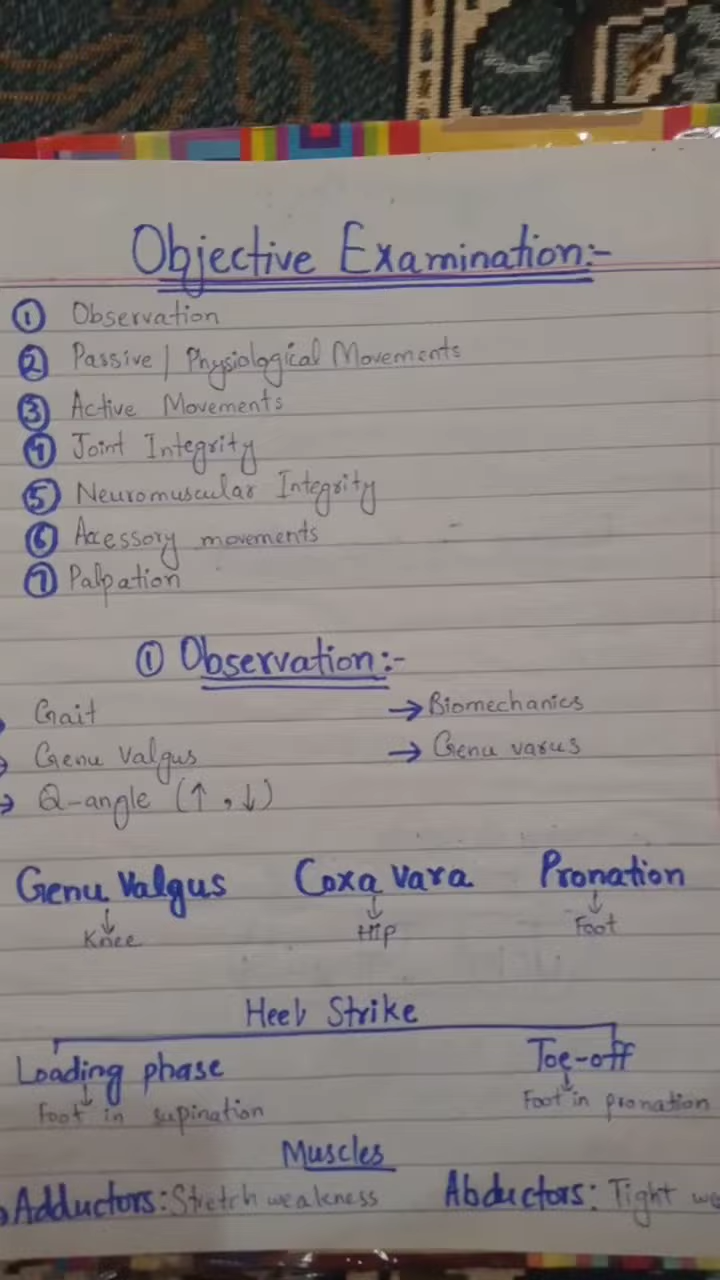 Objective Examination:-
① Observation
② Passive / Physiological Movements
③ Active Movements
④ Joint Integrity
⑤ Neuromuscular Integrity
⑥ Accessory movements
⑦ Palpation
① Observation:-
Gait → Biomechanics
→ Genu Valgus → Genu varus
→ Q-angle (↑, ↓)
Genu Valgus Coxa vara Pronation
↓ ↓ ↓
Knee Hip Foot
Heel Strike
Loading phase Toe-off
↓ ↓
Foot in supination Foot in pronation
Muscles
Adductors: Stretch weakness Abductors: Tight we